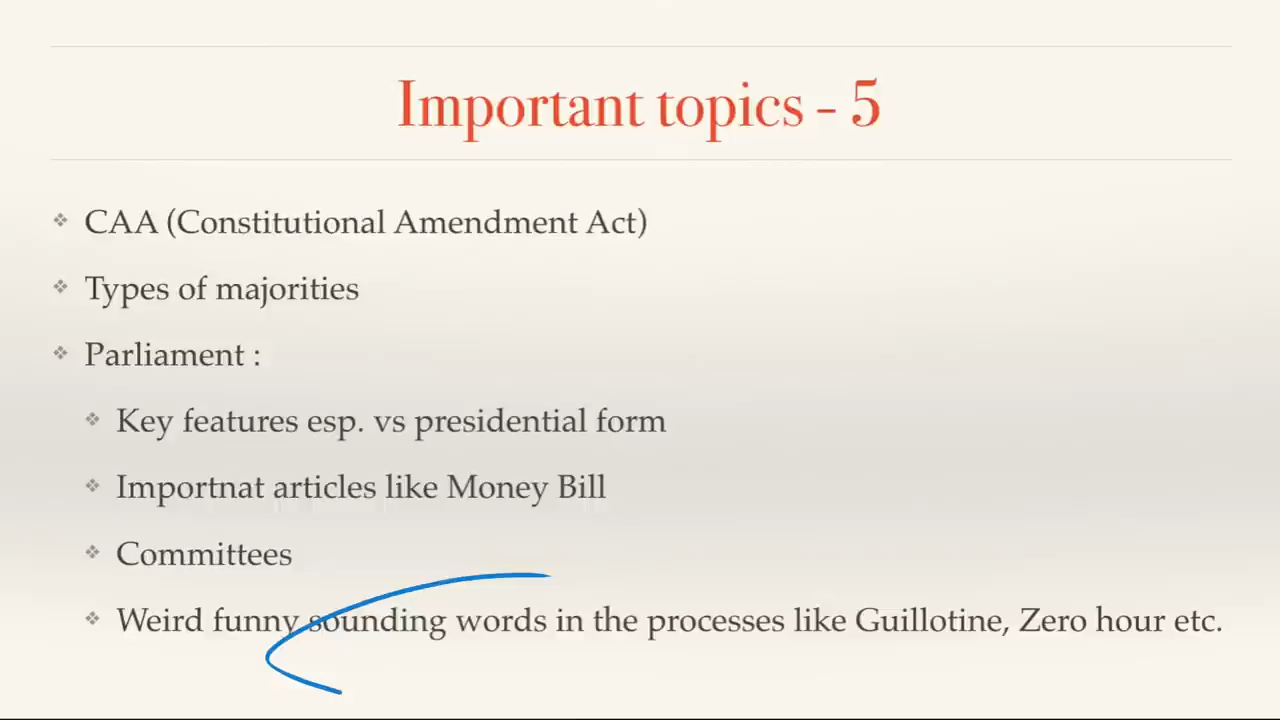 Important topics - 5
CAA (Constitutional Amendment Act)
Types of majorities
Parliament :
Key features esp. vs presidential form
Importnat articles like Money Bill
Committees
Weird funny sounding words in the processes like Guillotine, Zero hour etc.